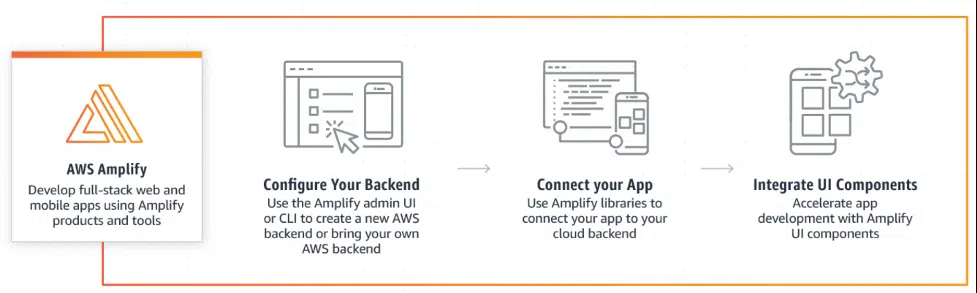 AWS Amplify
Develop full-stack web and
mobile apps using Amplify
products and tools
Configure Your Backend
Use the Amplify admin UI
or CLI to create a new AWS
backend or bring your own
AWS backend
Connect your App
Use Amplify libraries to
connect your app to your
cloud backend
Integrate UI Components
Accelerate app
development with Amplify
UI components